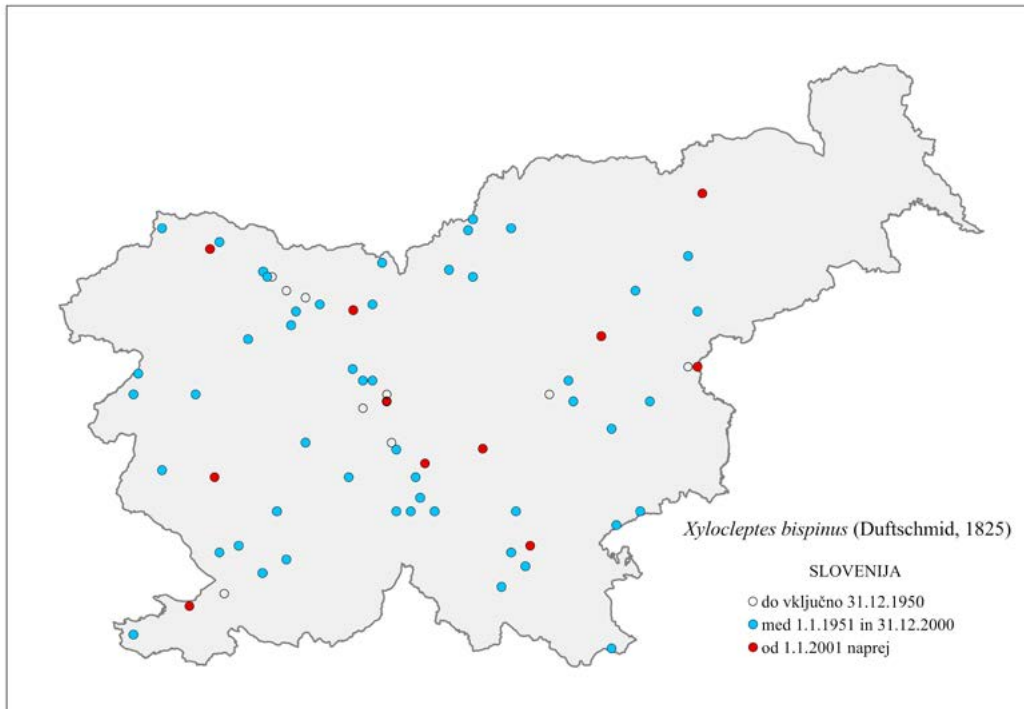 Xylocleptes bispinus (Duftschmid, 1825)
SLOVENIJA
do vključno 31.12.1950
med 1.1.1951 in 31.12.2000
od 1.1.2001 naprej